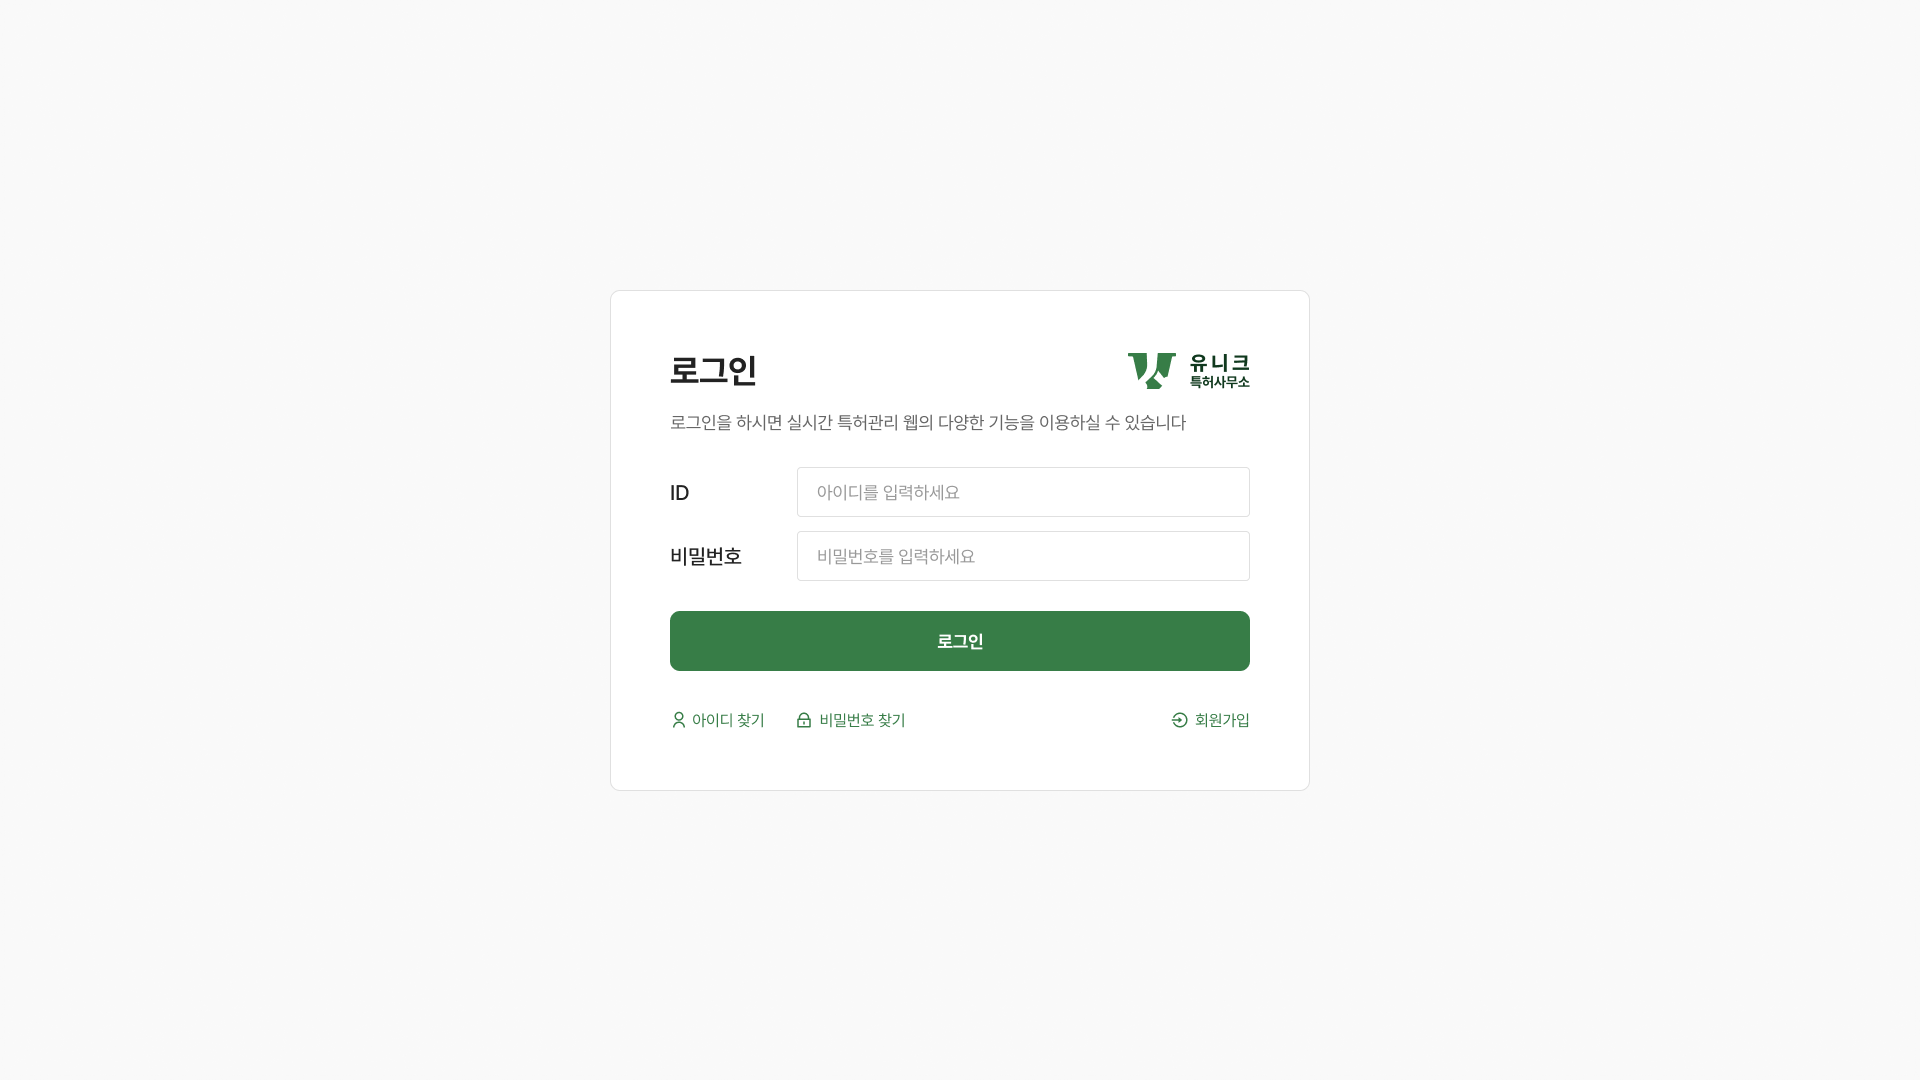 로그인
유니크
특허사무소
로그인을 하시면 실시간 특허관리 웹의 다양한 기능을 이용하실 수 있습니다
ID
아이디를 입력하세요
비밀번호
비밀번호를 입력하세요
로그인
아이디 찾기
비밀번호 찾기
회원가입